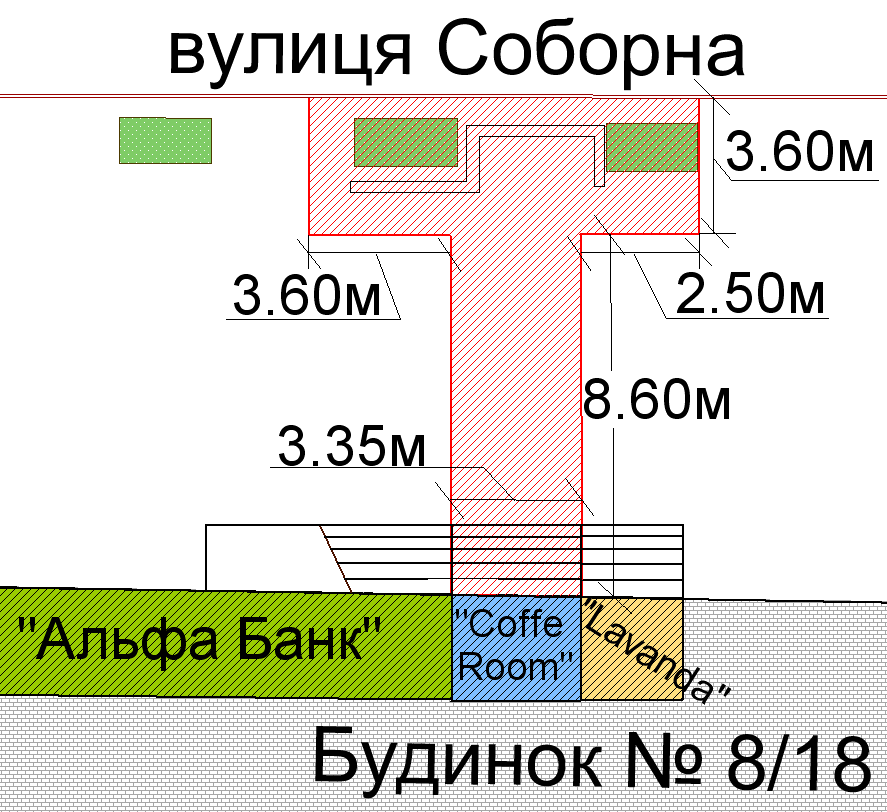 вулиця Соборна
3.60м
3.60м
2.50м
8.60м
3.35м
"Альфа Банк"
"Coffe
Room"
"Lavanda"
Будинок № 8/18